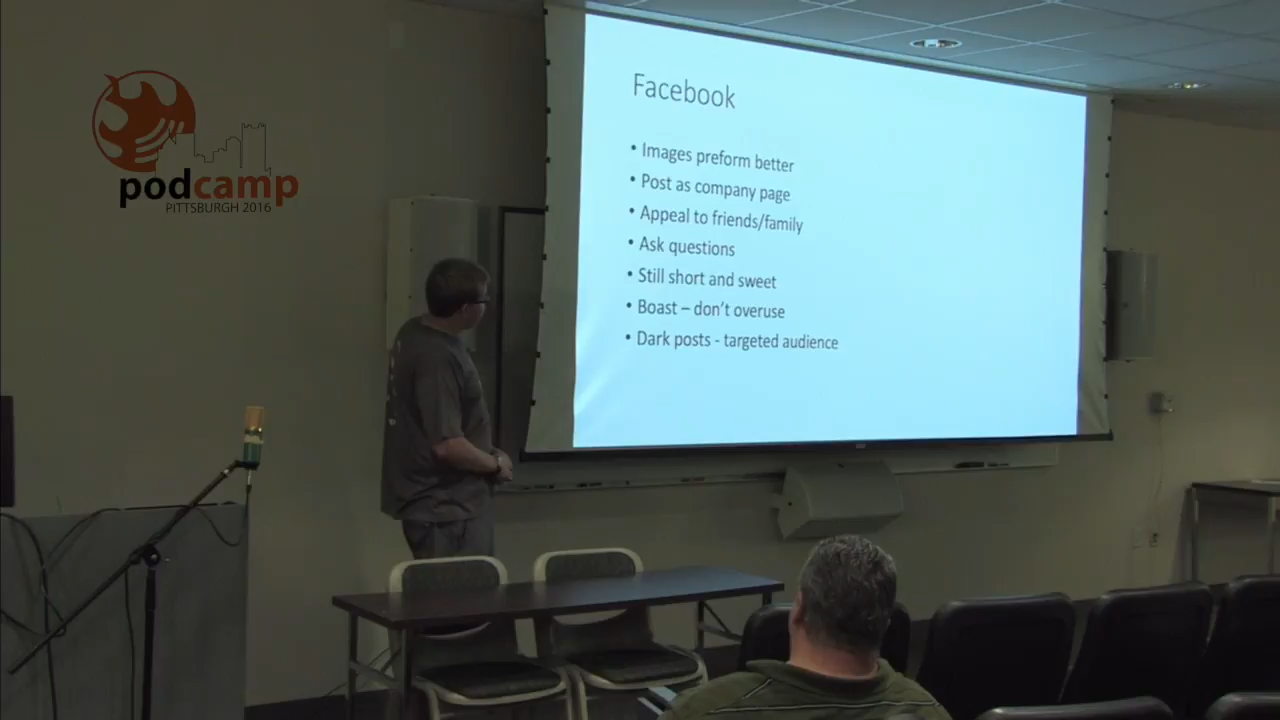 podcamp
PITTSBURGH 2016
Facebook
• Images preform better
• Post as company page
• Appeal to friends/family
• Ask questions
• Still short and sweet
• Boast – don't overuse
• Dark posts - targeted audience